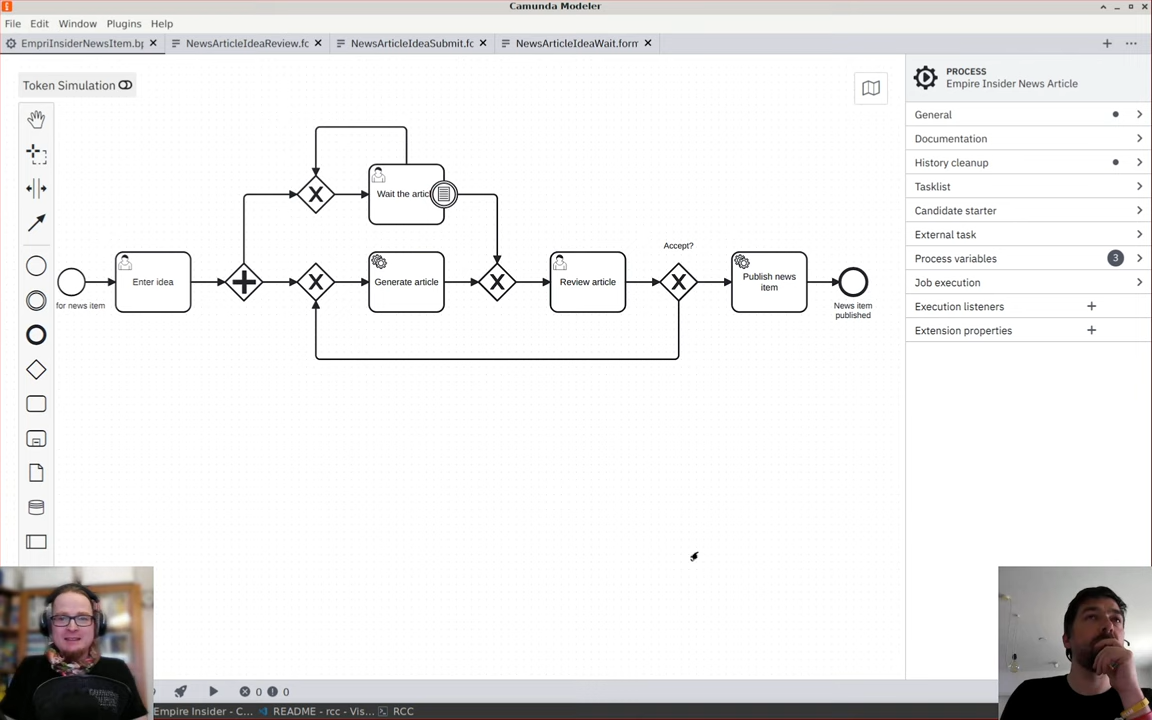 Camunda Modeler
File Edit Window Plugins Help
EmpriInsiderNewsItem.bp NewsArticleIdeaReview.fc NewsArticleIdeaSubmit.fc NewsArticleIdeaWait.form
Token Simulation
PROCESS
Empire Insider News Article
General
Documentation
History cleanup
Tasklist
Candidate starter
External task
Process variables 3
Job execution
Execution listeners
Extension properties
Wait the artic
X
Accept?
Enter idea
X
Generate article
X
Review article
X
Publish news
item
for news item
News item
published
0 0
Empire Insider - C... README - rcc - Vis... RCC